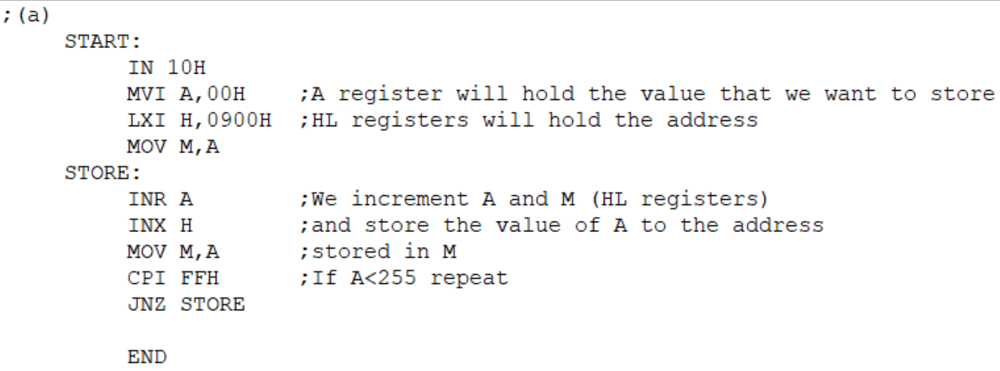 ;(a)
START:
IN 10H
MVI A,00H ;A register will hold the value that we want to store
LXI H,0900H ;HL registers will hold the address
MOV M,A
STORE:
INR A ;We increment A and M (HL registers)
INX H ;and store the value of A to the address
MOV M,A ;stored in M
CPI FFH ;If A<255 repeat
JNZ STORE
END